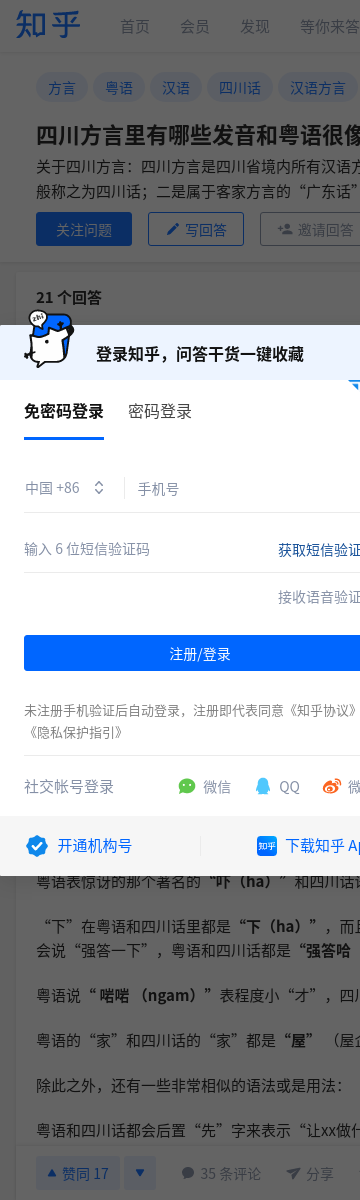 知乎 首页 会员 发现 等你来答
方言 粤语 汉语 四川话 汉语方言
四川方言里有哪些发音和粤语很像
关于四川方言：四川方言是四川省境内所有汉语方
般称之为四川话；二是属于客家方言的“广东话”
关注问题 写回答 邀请回答
21 个回答
zhi
登录知乎，问答干货一键收藏
免密码登录 密码登录
中国 +86 手机号
输入 6 位短信验证码 获取短信验证
接收语音验证
注册/登录
未注册手机验证后自动登录，注册即代表同意《知乎协议》
《隐私保护指引》
社交帐号登录 微信 QQ 微
开通机构号 知乎 下载知乎 Ap
粤语表惊讶的那个著名的“吓（ha）”和四川话
“下”在粤语和四川话里都是“下（ha）”，而且
会说“强答一下”，粤语和四川话都是“强答哈
粤语说“ 啱啱 （ngam）”表程度小“才”，四川
粤语的“家”和四川话的“家”都是“屋” （屋企
除此之外，还有一些非常相似的语法或是用法：
粤语和四川话都会后置“先”字来表示“让xx做什
赞同 17 35 条评论 分享